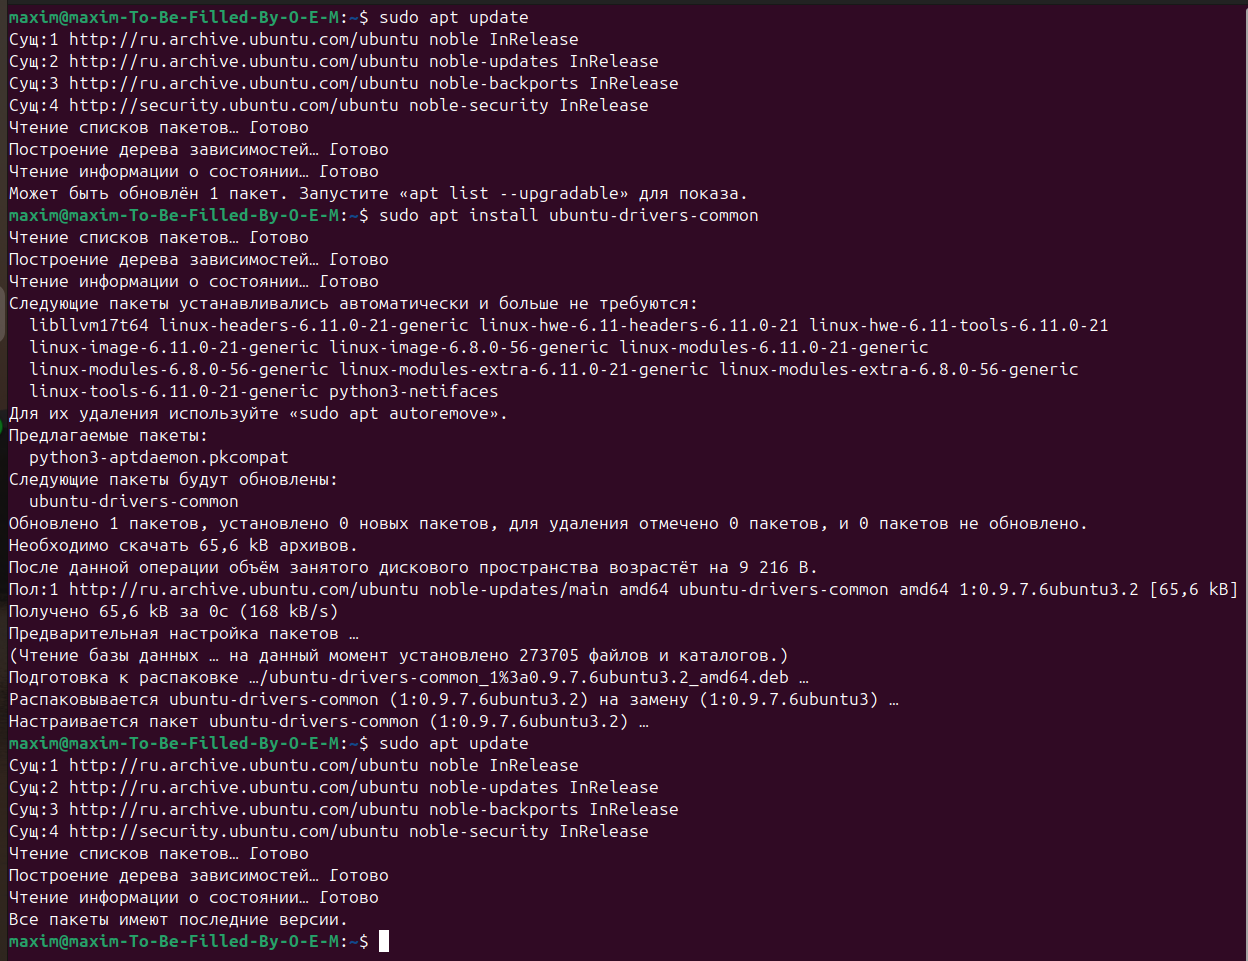 maxim@maxim-To-Be-Filled-By-O-E-M:~$ sudo apt update
Сущ:1 http://ru.archive.ubuntu.com/ubuntu noble InRelease
Сущ:2 http://ru.archive.ubuntu.com/ubuntu noble-updates InRelease
Сущ:3 http://ru.archive.ubuntu.com/ubuntu noble-backports InRelease
Сущ:4 http://security.ubuntu.com/ubuntu noble-security InRelease
Чтение списков пакетов… Готово
Построение дерева зависимостей… Готово
Чтение информации о состоянии… Готово
Может быть обновлён 1 пакет. Запустите «apt list --upgradable» для показа.
maxim@maxim-To-Be-Filled-By-O-E-M:~$ sudo apt install ubuntu-drivers-common
Чтение списков пакетов… Готово
Построение дерева зависимостей… Готово
Чтение информации о состоянии… Готово
Следующие пакеты устанавливались автоматически и больше не требуются:
  libllvm17t64 linux-headers-6.11.0-21-generic linux-hwe-6.11-headers-6.11.0-21 linux-hwe-6.11-tools-6.11.0-21
  linux-image-6.11.0-21-generic linux-image-6.8.0-56-generic linux-modules-6.11.0-21-generic
  linux-modules-6.8.0-56-generic linux-modules-extra-6.11.0-21-generic linux-modules-extra-6.8.0-56-generic
  linux-tools-6.11.0-21-generic python3-netifaces
Для их удаления используйте «sudo apt autoremove».
Предлагаемые пакеты:
  python3-aptdaemon.pkcompat
Следующие пакеты будут обновлены:
  ubuntu-drivers-common
Обновлено 1 пакетов, установлено 0 новых пакетов, для удаления отмечено 0 пакетов, и 0 пакетов не обновлено.
Необходимо скачать 65,6 kB архивов.
После данной операции объём занятого дискового пространства возрастёт на 9 216 B.
Пол:1 http://ru.archive.ubuntu.com/ubuntu noble-updates/main amd64 ubuntu-drivers-common amd64 1:0.9.7.6ubuntu3.2 [65,6 kB]
Получено 65,6 kB за 0с (168 kB/s)
Предварительная настройка пакетов …
(Чтение базы данных … на данный момент установлено 273705 файлов и каталогов.)
Подготовка к распаковке …/ubuntu-drivers-common_1%3a0.9.7.6ubuntu3.2_amd64.deb …
Распаковывается ubuntu-drivers-common (1:0.9.7.6ubuntu3.2) на замену (1:0.9.7.6ubuntu3) …
Настраивается пакет ubuntu-drivers-common (1:0.9.7.6ubuntu3.2) …
maxim@maxim-To-Be-Filled-By-O-E-M:~$ sudo apt update
Сущ:1 http://ru.archive.ubuntu.com/ubuntu noble InRelease
Сущ:2 http://ru.archive.ubuntu.com/ubuntu noble-updates InRelease
Сущ:3 http://ru.archive.ubuntu.com/ubuntu noble-backports InRelease
Сущ:4 http://security.ubuntu.com/ubuntu noble-security InRelease
Чтение списков пакетов… Готово
Построение дерева зависимостей… Готово
Чтение информации о состоянии… Готово
Все пакеты имеют последние версии.
maxim@maxim-To-Be-Filled-By-O-E-M:~$